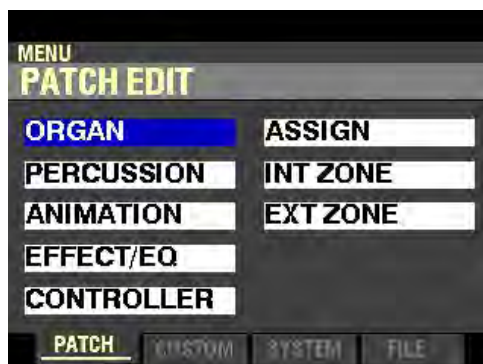 MENU
PATCH EDIT
ORGAN
PERCUSSION
ANIMATION
EFFECT/EQ
CONTROLLER
ASSIGN
INT ZONE
EXT ZONE
PATCH CUSTOM SYSTEM FILE